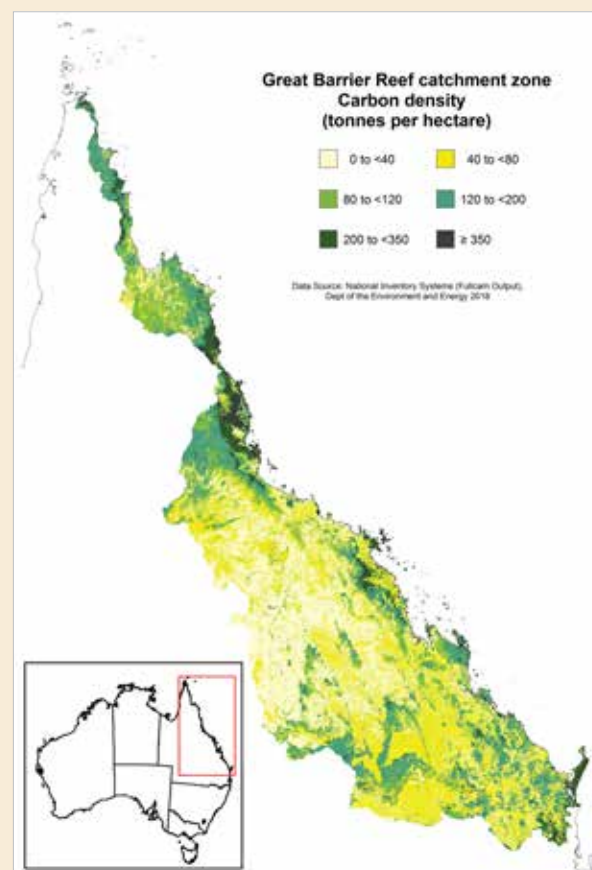 Great Barrier Reef catchment zone
Carbon density
(tonnes per hectare)
0 to <40
40 to <80
80 to <120
120 to <200
200 to <350
≥ 350
Data Source: National Inventory Systems (Fullcam Output),
Dept of the Environment and Energy 2018